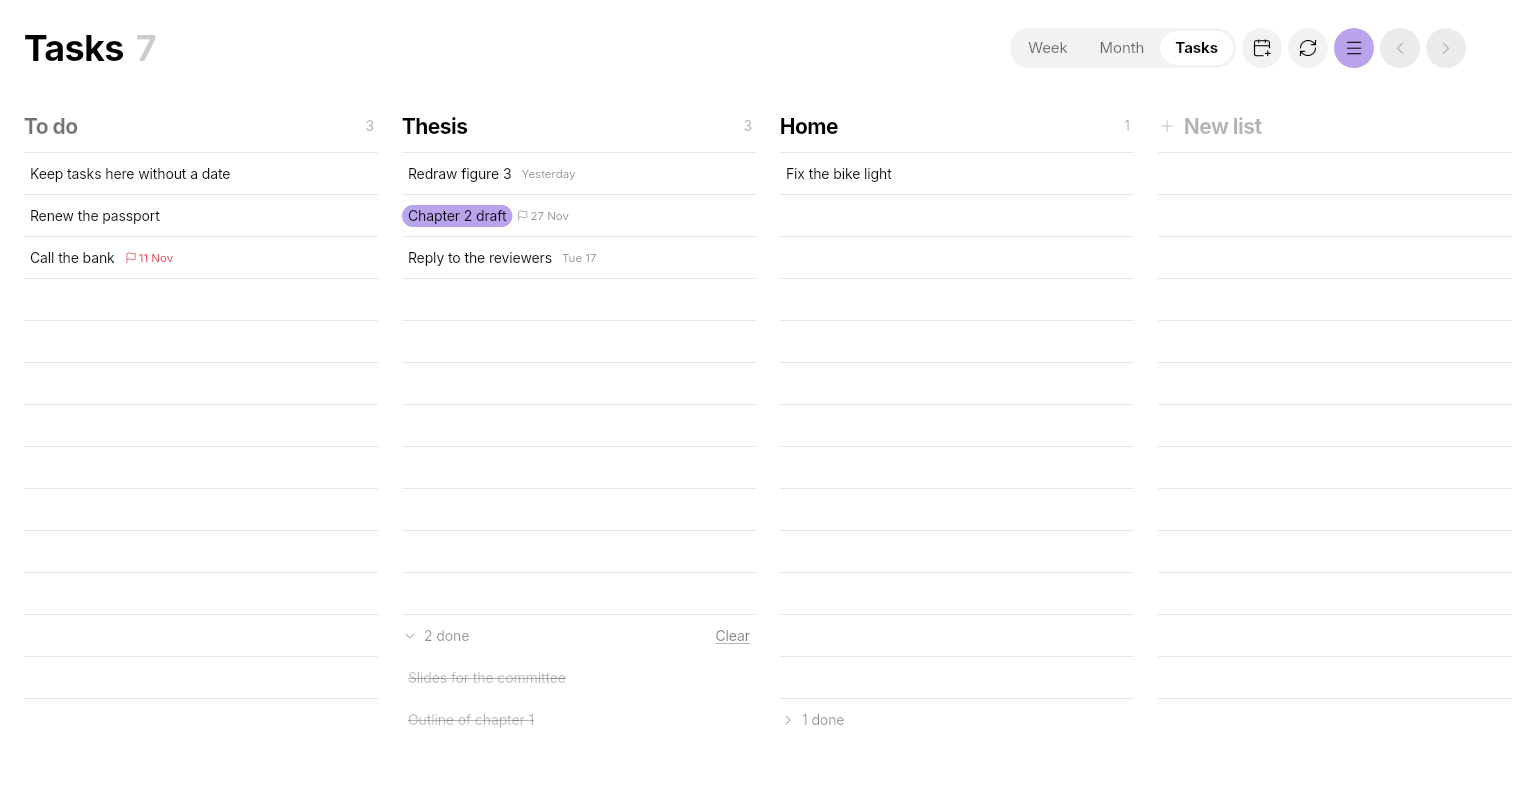 Tasks 7
Week Month Tasks
To do 3
Keep tasks here without a date
Renew the passport
Call the bank 11 Nov
Thesis 3
Redraw figure 3 Yesterday
Chapter 2 draft 27 Nov
Reply to the reviewers Tue 17
2 done Clear
Slides for the committee
Outline of chapter 1
Home 1
Fix the bike light
1 done
+ New list